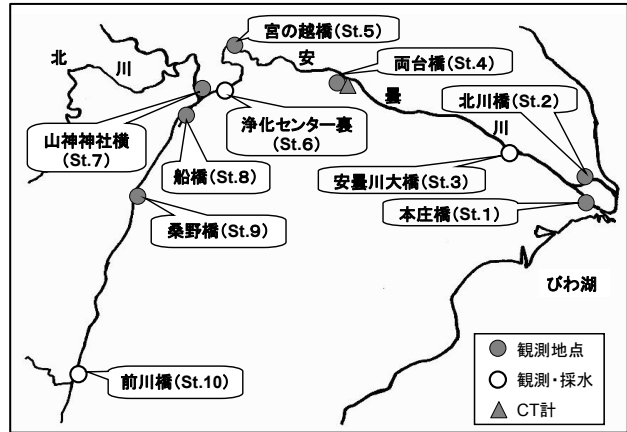 宮の越橋(St.5)
安
曇
川
両台橋(St.4)
北
川
北川橋(St.2)
山神神社横
(St.7)
浄化センター裏
(St.6)
船橋(St.8)
安曇川大橋(St.3)
桑野橋(St.9)
本庄橋(St.1)
びわ湖
前川橋(St.10)
観測地点
観測・採水
CT計